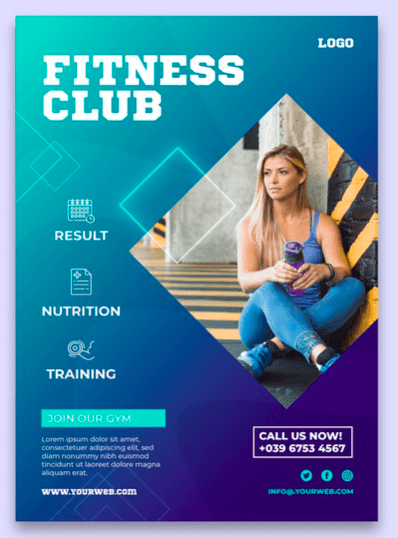 LOGO
FITNESS
CLUB
RESULT
NUTRITION
TRAINING
JOIN OUR GYM
Lorem ipsum dolor sit amet, con-
sectetuer adipiscing elit, sed
diam nonummy nibh euismod
tincidunt ut laoreet dolore magna
aliquam erat.
WWW.YOURWEB.COM
CALL US NOW!
+039 6753 4567
INFO@.YOURWEB.COM